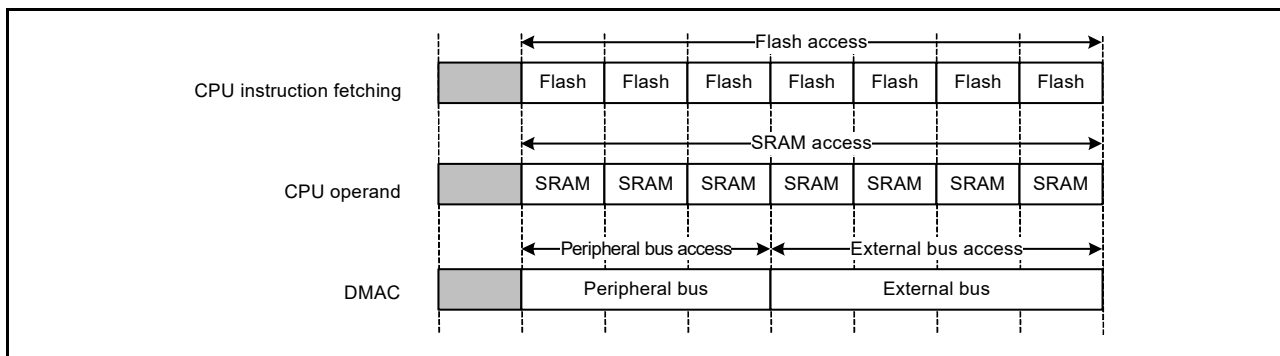 Flash access
CPU instruction fetching Flash Flash Flash Flash Flash Flash Flash
SRAM access
CPU operand SRAM SRAM SRAM SRAM SRAM SRAM SRAM
Peripheral bus access External bus access
DMAC Peripheral bus External bus